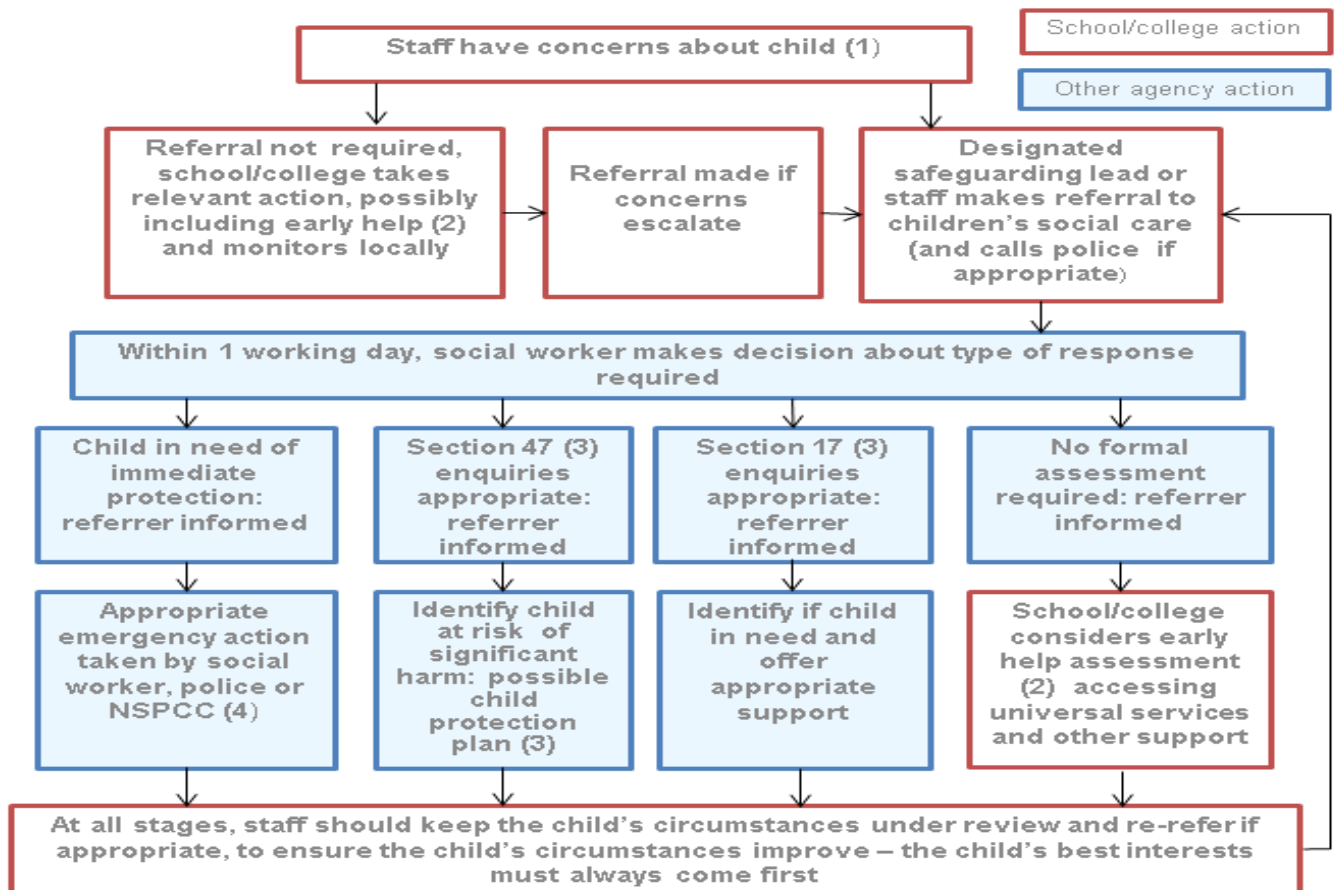 School/college action
Other agency action
Staff have concerns about child (1)
Referral not required,
school/college takes
relevant action, possibly
including early help (2)
and monitors locally
Referral made if
concerns
escalate
Designated
safeguarding lead or
staff makes referral to
children’s social care
(and calls police if
appropriate)
Within 1 working day, social worker makes decision about type of response
required
Child in need of
immediate
protection:
referrer informed
Section 47 (3)
enquiries
appropriate:
referrer
informed
Section 17 (3)
enquiries
appropriate:
referrer
informed
No formal
assessment
required: referrer
informed
Appropriate
emergency action
taken by social
worker, police or
NSPCC (4)
Identify child
at risk of
significant
harm: possible
child
protection
plan (3)
Identify if child
in need and
offer
appropriate
support
School/college
considers early
help assessment
(2) accessing
universal services
and other support
At all stages, staff should keep the child’s circumstances under review and re-refer if
appropriate, to ensure the child’s circumstances improve – the child’s best interests
must always come first